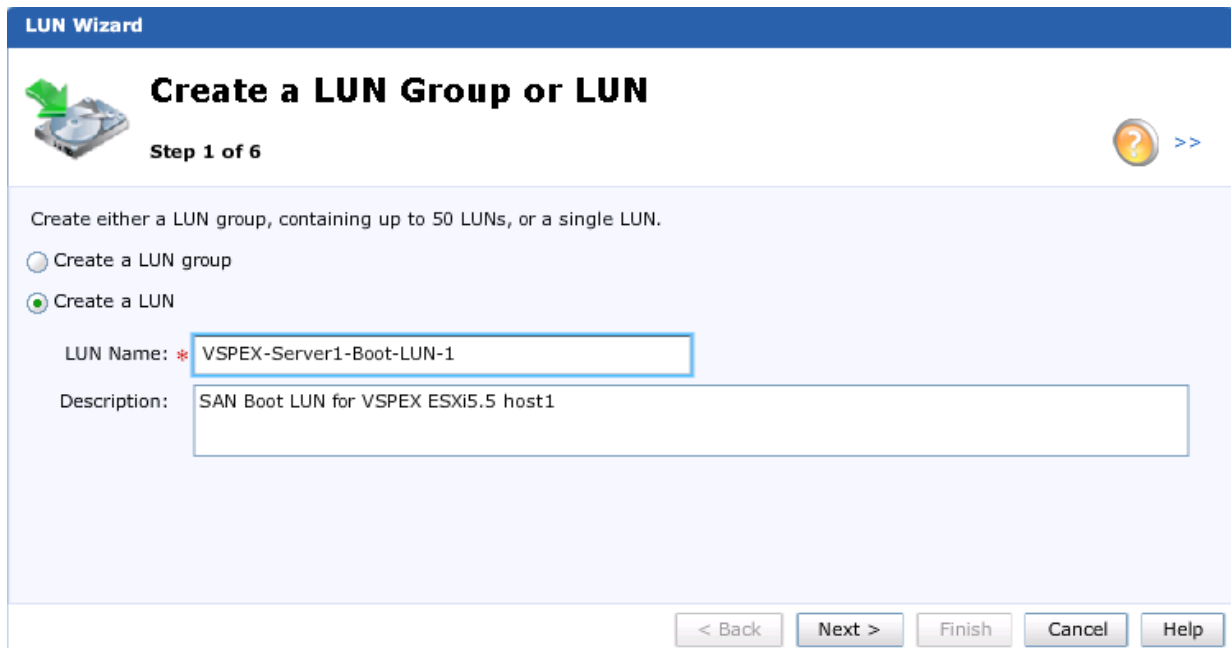 LUN Wizard
Create a LUN Group or LUN
Step 1 of 6
? >>
Create either a LUN group, containing up to 50 LUNs, or a single LUN.
Create a LUN group
Create a LUN
LUN Name: * VSPEX-Server1-Boot-LUN-1
Description: SAN Boot LUN for VSPEX ESXi5.5 host1
< Back Next > Finish Cancel Help